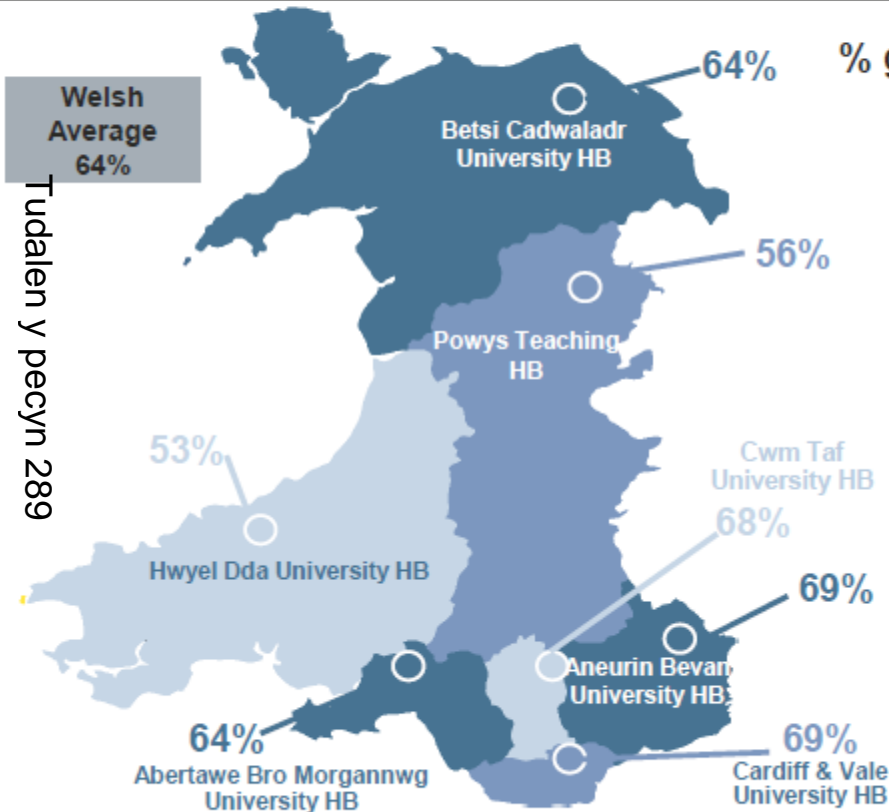 % g
Welsh
Average
64%
Tudalen y pecyn 289
64%
Betsi Cadwaladr
University HB
56%
Powys Teaching
HB
53%
Hwyel Dda University HB
Cwm Taf
University HB
68%
69%
Aneurin Bevan
University HB
64%
Abertawe Bro Morgannwg
University HB
69%
Cardiff & Vale
University HB